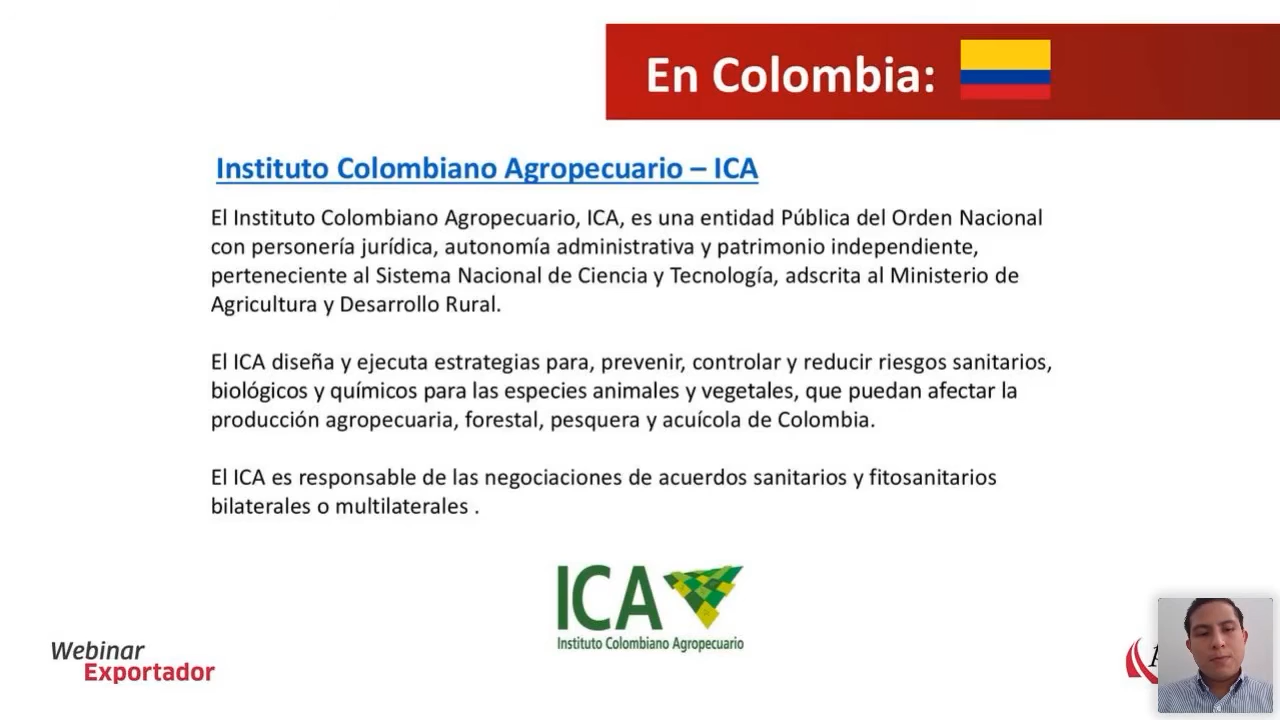 En Colombia:
Instituto Colombiano Agropecuario – ICA
El Instituto Colombiano Agropecuario, ICA, es una entidad Pública del Orden Nacional
con personería jurídica, autonomía administrativa y patrimonio independiente,
perteneciente al Sistema Nacional de Ciencia y Tecnología, adscrita al Ministerio de
Agricultura y Desarrollo Rural.
El ICA diseña y ejecuta estrategias para, prevenir, controlar y reducir riesgos sanitarios,
biológicos y químicos para las especies animales y vegetales, que puedan afectar la
producción agropecuaria, forestal, pesquera y acuícola de Colombia.
El ICA es responsable de las negociaciones de acuerdos sanitarios y fitosanitarios
bilaterales o multilaterales .
ICA
Instituto Colombiano Agropecuario
Webinar
Exportador